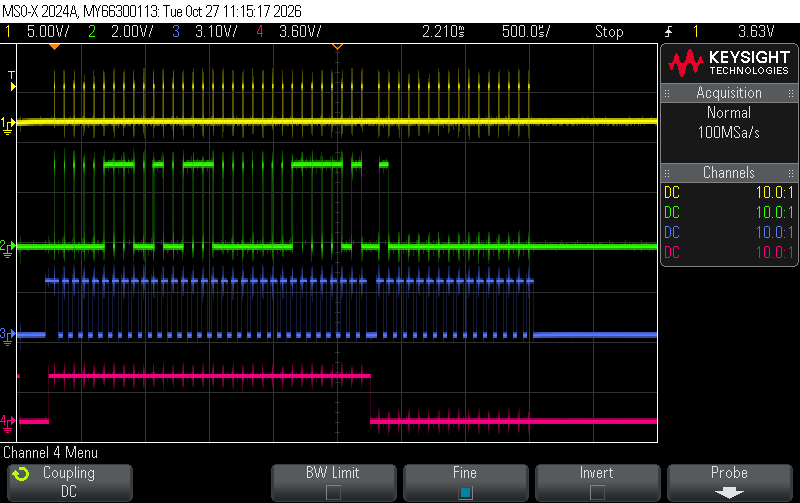 MSO-X 2024A, MY66300113: Tue Oct 27 11:15:17 2026
1 5.00V/ 2 2.00V/ 3 3.10V/ 4 3.60V/ 2.210ms 500.0us/ Stop 1 3.63V
KEYSIGHT
TECHNOLOGIES
Acquisition
Normal
100MSa/s
Channels
DC 10.0:1
DC 10.0:1
DC 10.0:1
DC 10.0:1
T
1
2
3
4
Channel 4 Menu
Coupling
DC
BW Limit
Fine
Invert
Probe